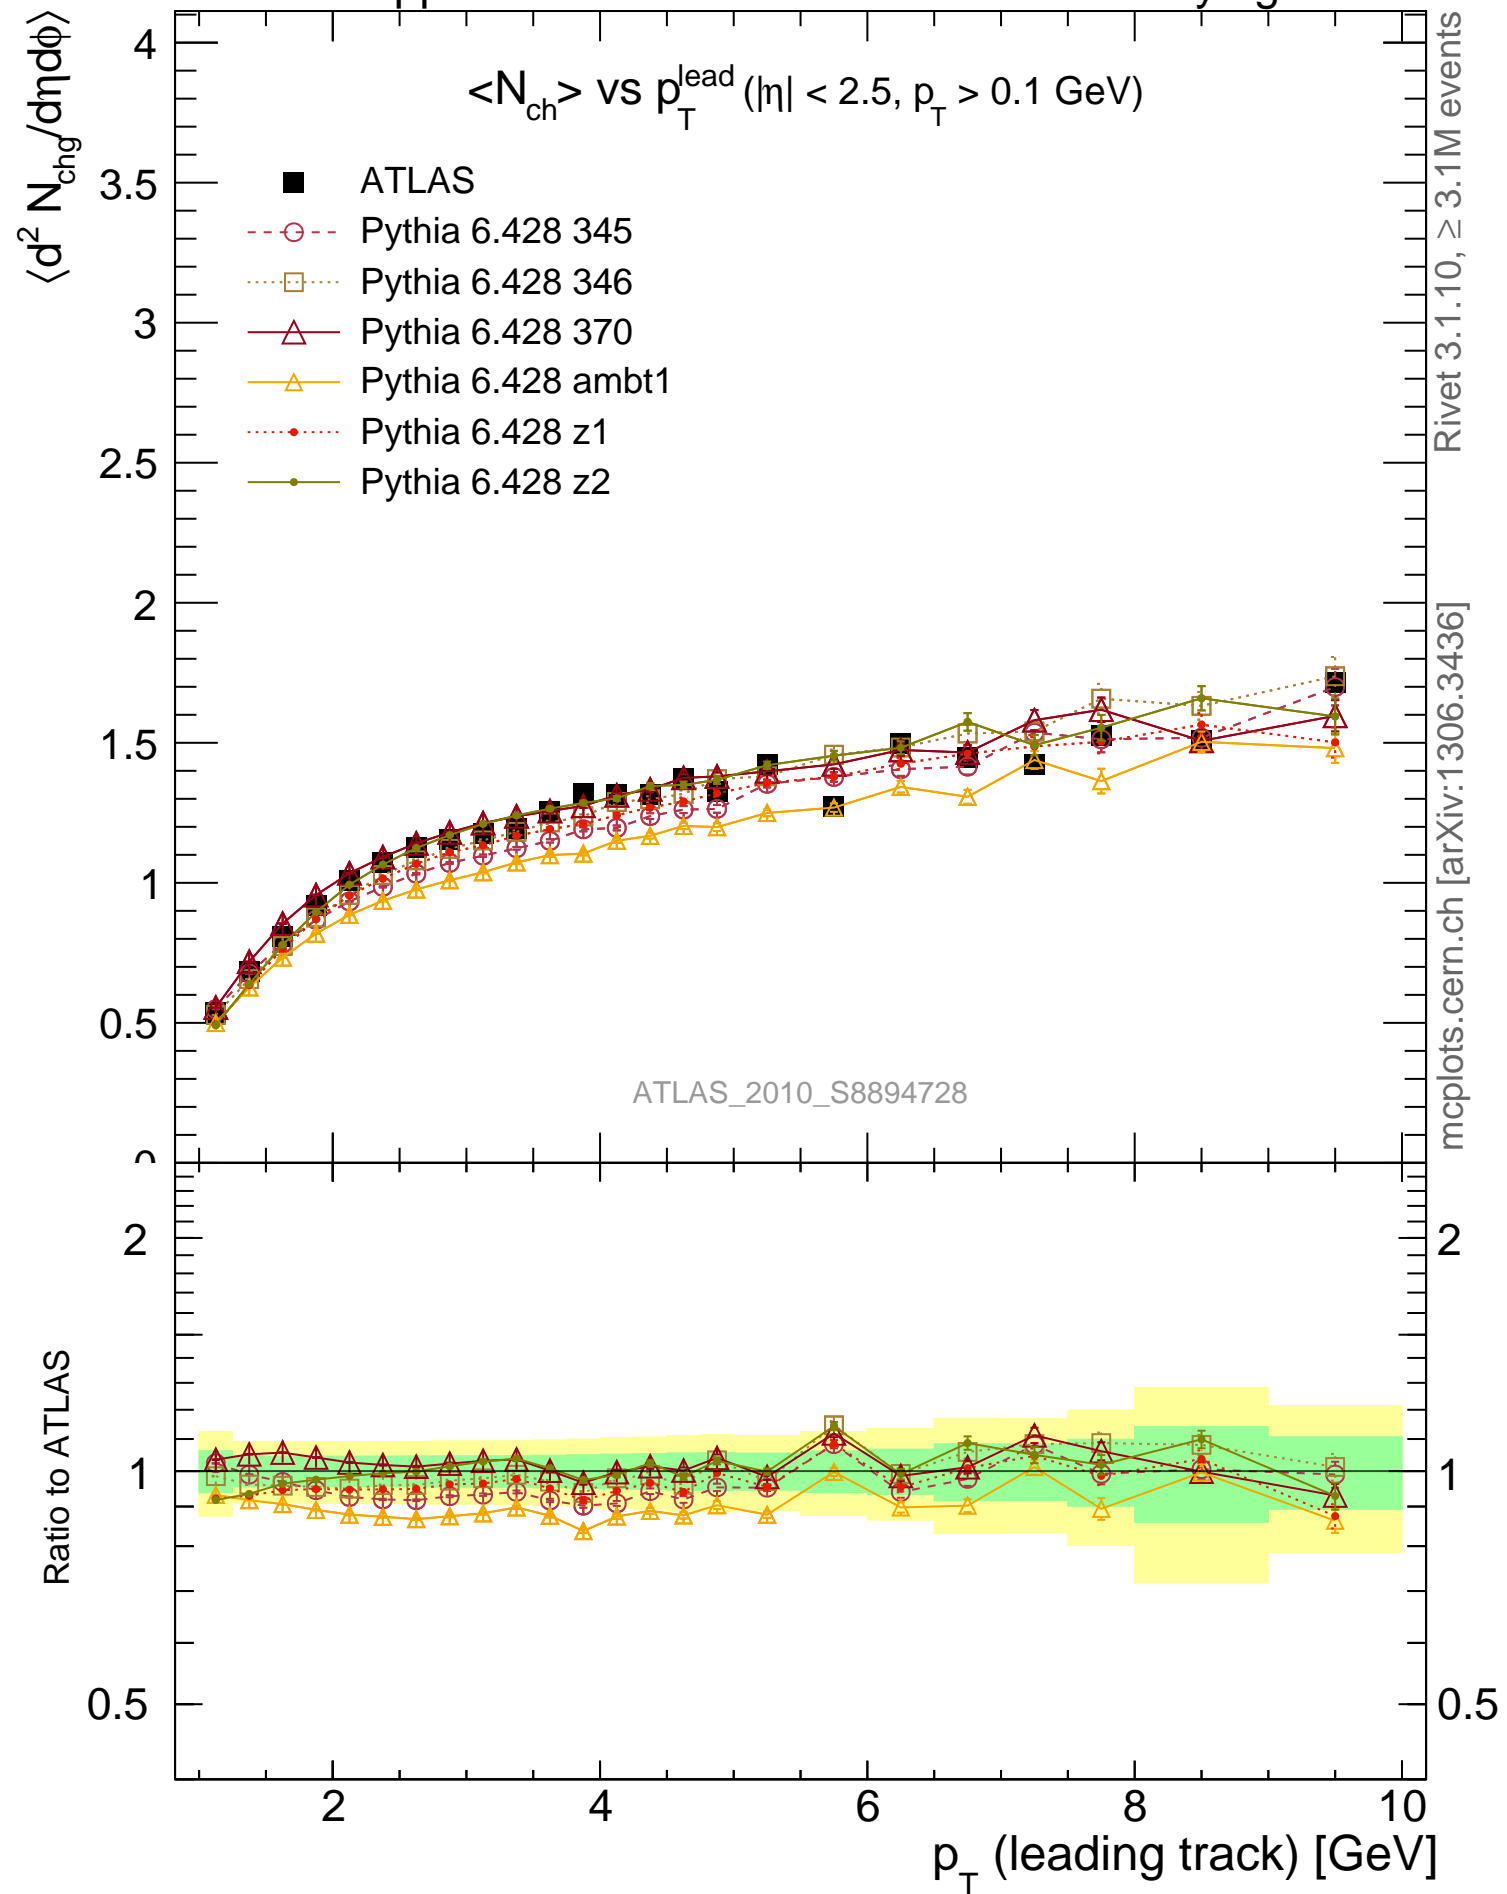 ⟨d² N_chg/dηdϕ⟩
<N_ch> vs p_T^lead (|η| < 2.5, p_T > 0.1 GeV)
ATLAS
Pythia 6.428 345
Pythia 6.428 346
Pythia 6.428 370
Pythia 6.428 ambt1
Pythia 6.428 z1
Pythia 6.428 z2
4
3.5
3
2.5
2
1.5
1
0.5
0
ATLAS_2010_S8894728
Rivet 3.1.10, ≥ 3.1M events
mcplots.cern.ch [arXiv:1306.3436]
Ratio to ATLAS
2
1
0.5
2
1
0.5
2 4 6 8 10
p_T (leading track) [GeV]